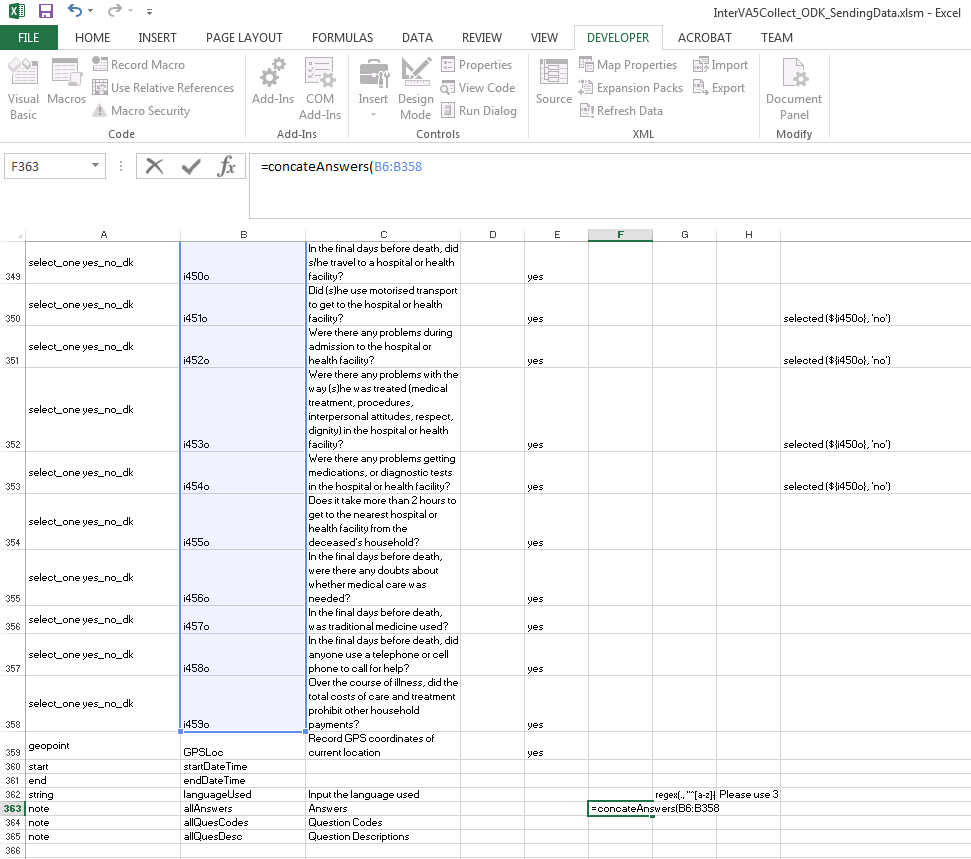 InterVA5Collect_ODK_SendingData.xlsm - Excel
FILE HOME INSERT PAGE LAYOUT FORMULAS DATA REVIEW VIEW DEVELOPER ACROBAT TEAM
Visual Basic
Macros
Record Macro
Use Relative References
Macro Security
Code
Add-Ins
COM Add-Ins
Add-Ins
Insert
Design Mode
Properties
View Code
Run Dialog
Controls
Source
Map Properties
Expansion Packs
Refresh Data
Import
Export
XML
Document Panel
Modify
F363
fx
=concateAnswers(B6:B358
A B C D E F G H
In the final days before death, did
select_one yes_no_dk s/he travel to a hospital or health
349 i450o facility? yes
Did (s)he use motorised transport
select_one yes_no_dk to get to the hospital or health
350 i451o facility? yes selected (${i450o}, 'no')
Were there any problems during
select_one yes_no_dk admission to the hospital or
351 i452o health facility? yes selected (${i450o}, 'no')
Were there any problems with the
way (s)he was treated (medical
treatment, procedures,
select_one yes_no_dk interpersonal attitudes, respect,
dignity) in the hospital or health
352 i453o facility? yes selected (${i450o}, 'no')
Were there any problems getting
select_one yes_no_dk medications, or diagnostic tests
353 i454o in the hospital or health facility? yes selected (${i450o}, 'no')
Does it take more than 2 hours to
get to the nearest hospital or
select_one yes_no_dk health facility from the
354 i455o deceased's household? yes
In the final days before death,
were there any doubts about
select_one yes_no_dk whether medical care was
355 i456o needed? yes
select_one yes_no_dk In the final days before death,
356 i457o was traditional medicine used? yes
In the final days before death, did
select_one yes_no_dk anyone use a telephone or cell
357 i458o phone to call for help? yes
Over the course of illness, did the
total costs of care and treatment
select_one yes_no_dk prohibit other household
358 i459o payments? yes
geopoint Record GPS coordinates of
359 GPSLoc current location yes
360 start startDateTime
361 end endDateTime
362 string languageUsed Input the language used regex(., "^[a-z]{ Please use 3
363 note allAnswers Answers =concateAnswers(B6:B358
364 note allQuesCodes Question Codes
365 note allQuesDesc Question Descriptions
366